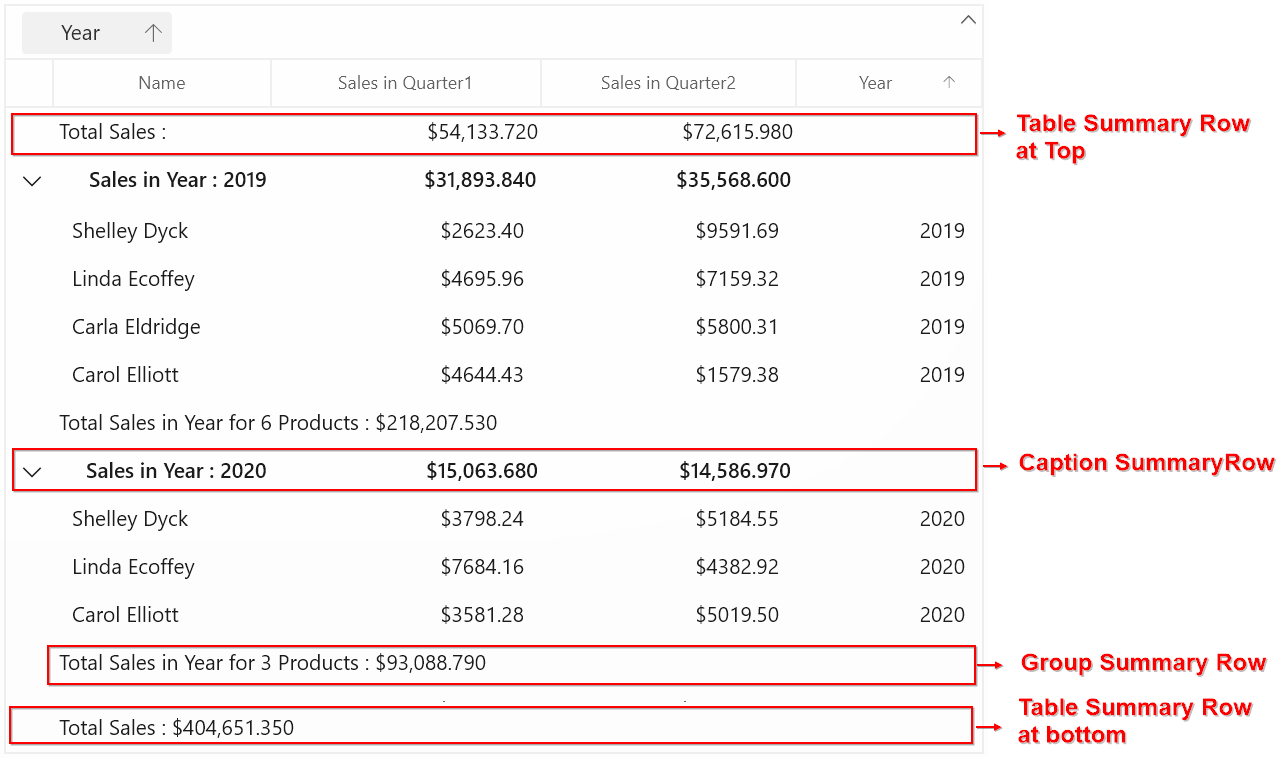 Year
Name Sales in Quarter1 Sales in Quarter2 Year
Total Sales : $54,133.720 $72,615.980
Table Summary Row
at Top
Sales in Year : 2019 $31,893.840 $35,568.600
Shelley Dyck $2623.40 $9591.69 2019
Linda Ecoffey $4695.96 $7159.32 2019
Carla Eldridge $5069.70 $5800.31 2019
Carol Elliott $4644.43 $1579.38 2019
Total Sales in Year for 6 Products : $218,207.530
Sales in Year : 2020 $15,063.680 $14,586.970
Caption SummaryRow
Shelley Dyck $3798.24 $5184.55 2020
Linda Ecoffey $7684.16 $4382.92 2020
Carol Elliott $3581.28 $5019.50 2020
Total Sales in Year for 3 Products : $93,088.790
Group Summary Row
Total Sales : $404,651.350
Table Summary Row
at bottom